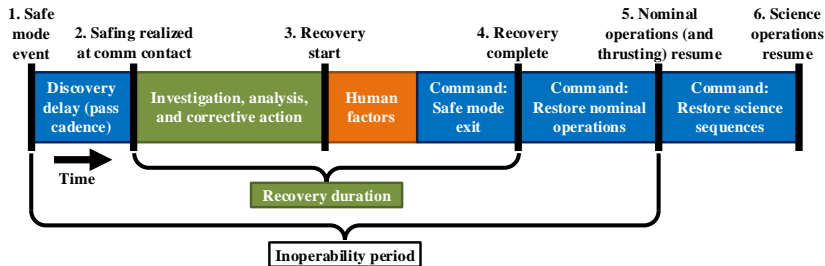 1. Safe
mode
event
2. Safing realized
at comm contact
3. Recovery
start
4. Recovery
complete
5. Nominal
operations (and
thrusting) resume
6. Science
operations
resume
Discovery
delay (pass
cadence)
Investigation, analysis,
and corrective action
Human
factors
Command:
Safe mode
exit
Command:
Restore nominal
operations
Command:
Restore science
sequences
Time
Recovery duration
Inoperability period